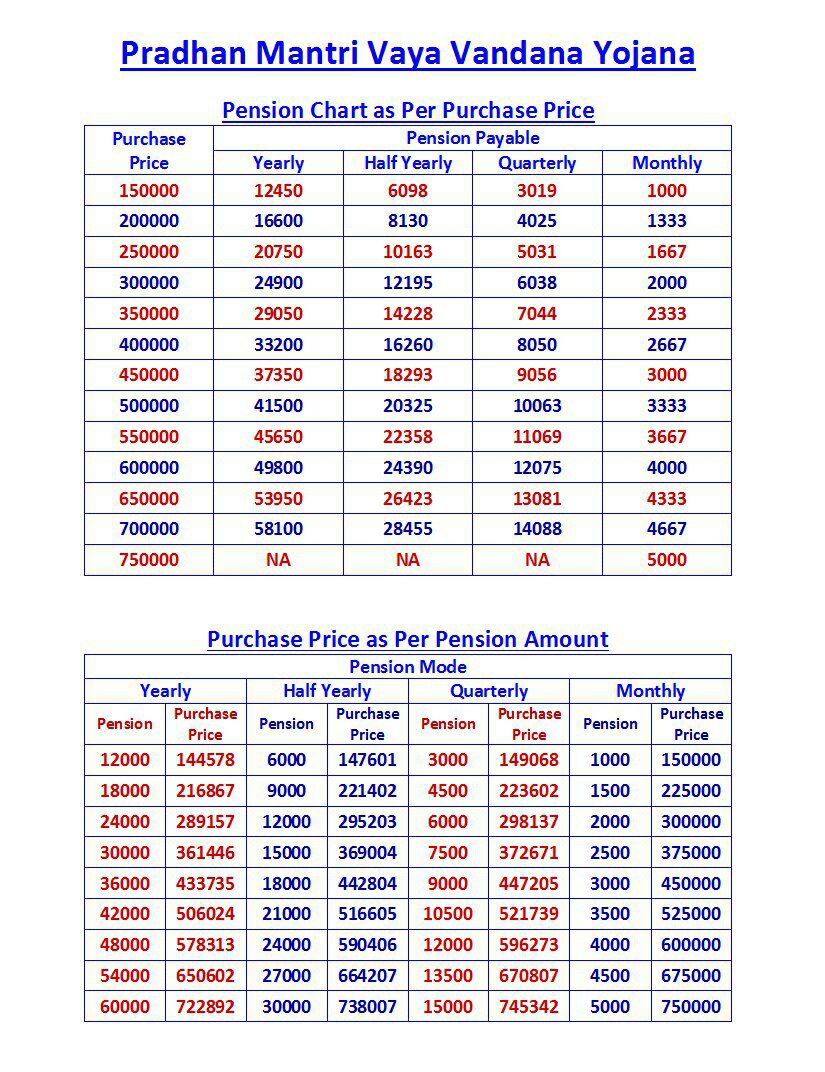 Pradhan Mantri Vaya Vandana Yojana
Pension Chart as Per Purchase Price
Purchase Price Pension Payable
Yearly Half Yearly Quarterly Monthly
150000 12450 6098 3019 1000
200000 16600 8130 4025 1333
250000 20750 10163 5031 1667
300000 24900 12195 6038 2000
350000 29050 14228 7044 2333
400000 33200 16260 8050 2667
450000 37350 18293 9056 3000
500000 41500 20325 10063 3333
550000 45650 22358 11069 3667
600000 49800 24390 12075 4000
650000 53950 26423 13081 4333
700000 58100 28455 14088 4667
750000 NA NA NA 5000
Purchase Price as Per Pension Amount
Pension Mode
Yearly Half Yearly Quarterly Monthly
Pension Purchase Price Pension Purchase Price Pension Purchase Price Pension Purchase Price
12000 144578 6000 147601 3000 149068 1000 150000
18000 216867 9000 221402 4500 223602 1500 225000
24000 289157 12000 295203 6000 298137 2000 300000
30000 361446 15000 369004 7500 372671 2500 375000
36000 433735 18000 442804 9000 447205 3000 450000
42000 506024 21000 516605 10500 521739 3500 525000
48000 578313 24000 590406 12000 596273 4000 600000
54000 650602 27000 664207 13500 670807 4500 675000
60000 722892 30000 738007 15000 745342 5000 750000